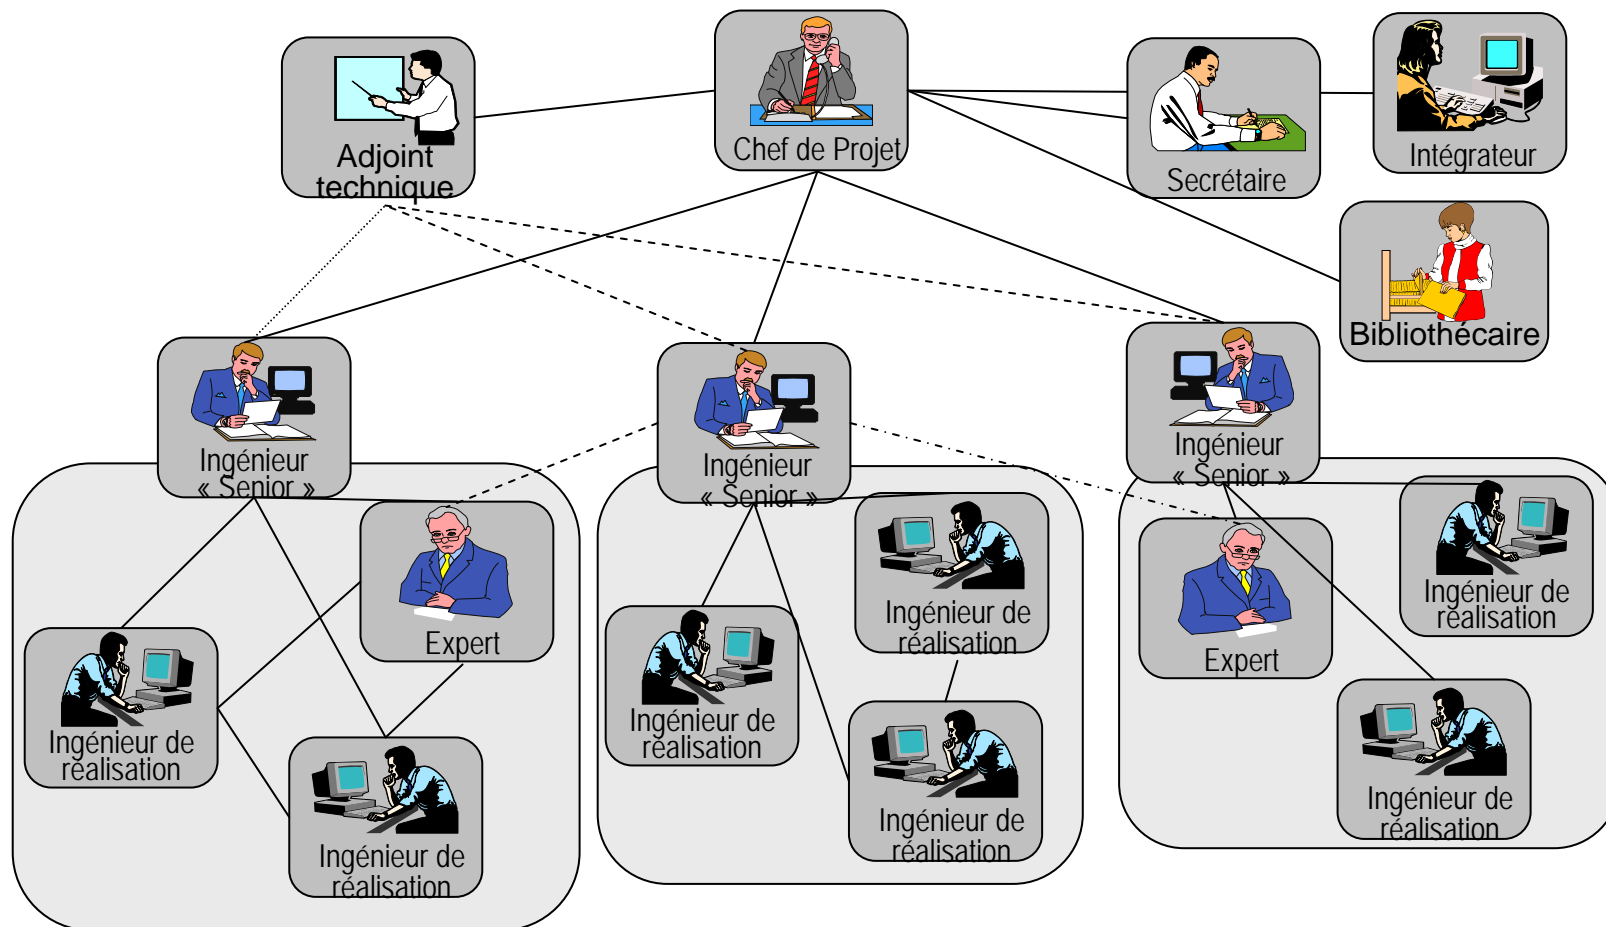 Adjoint
technique
Chef de Projet
Secrétaire
Intégrateur
Bibliothécaire
Ingénieur
« Senior »
Ingénieur
« Senior »
Ingénieur
« Senior »
Expert
Ingénieur de
réalisation
Ingénieur de
réalisation
Ingénieur de
réalisation
Ingénieur de
réalisation
Ingénieur de
réalisation
Expert
Ingénieur de
réalisation
Ingénieur de
réalisation